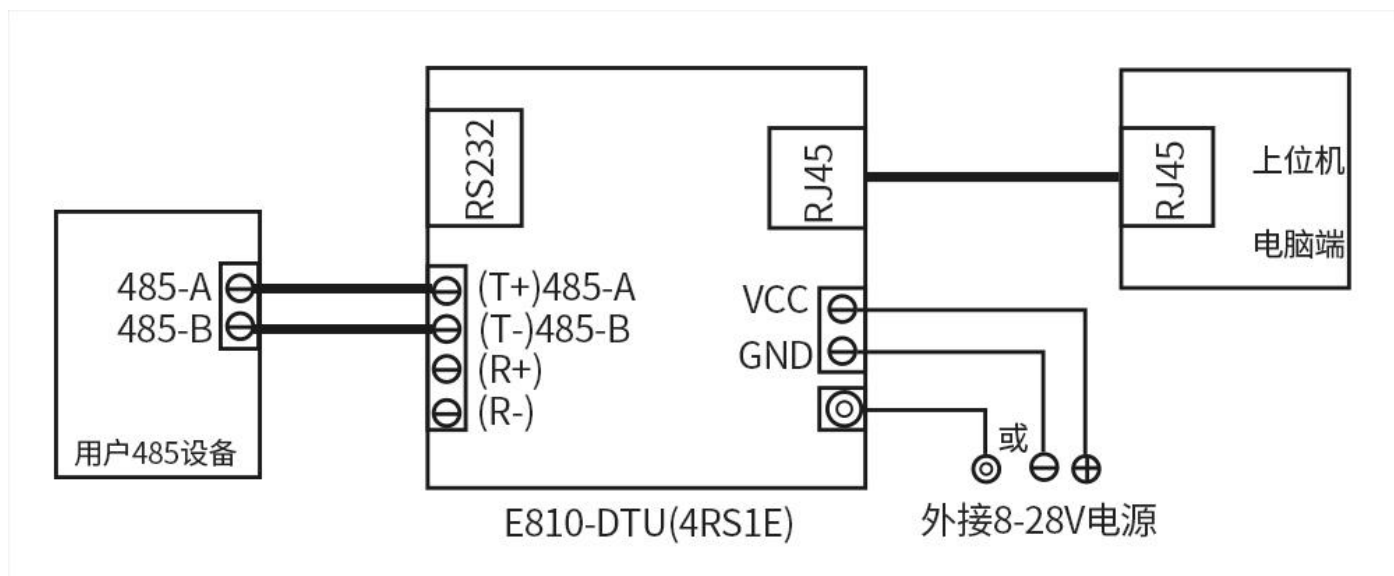 RS232
RJ45
RJ45
上位机
电脑端
485-A
485-B
用户485设备
(T+)485-A
(T-)485-B
(R+)
(R-)
VCC
GND
或
外接8-28V电源
E810-DTU(4RS1E)